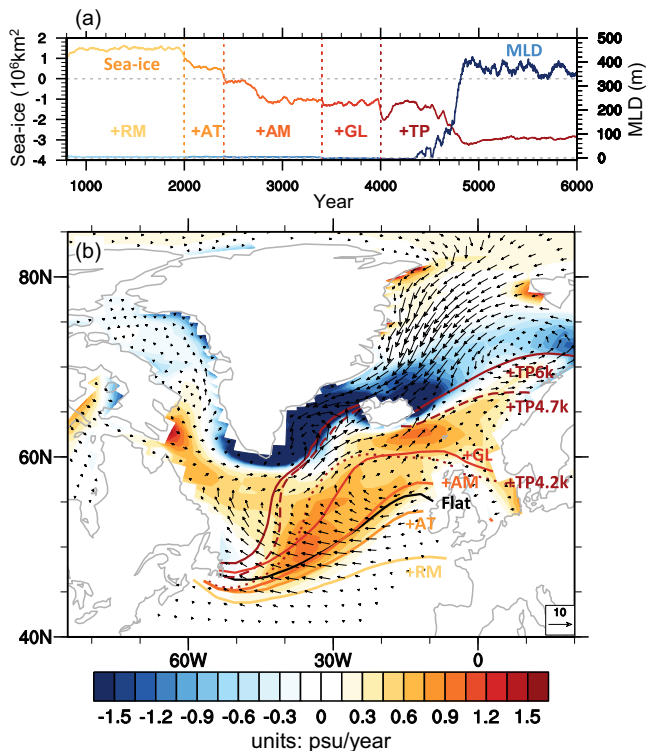 (a)
Sea-ice (10⁶km²)
2
1
0
-1
-2
-3
-4
Sea-ice
MLD
+RM
+AT
+AM
+GL
+TP
500
400
300
200
100
0
MLD (m)
1000 2000 3000 4000 5000 6000
Year
(b)
80N
60N
40N
+TP6k
+TP4.7k
+GL
+TP4.2k
+AM
Flat
+AT
+RM
10
60W 30W 0
-1.5 -1.2 -0.9 -0.6 -0.3 0 0.3 0.6 0.9 1.2 1.5
units: psu/year